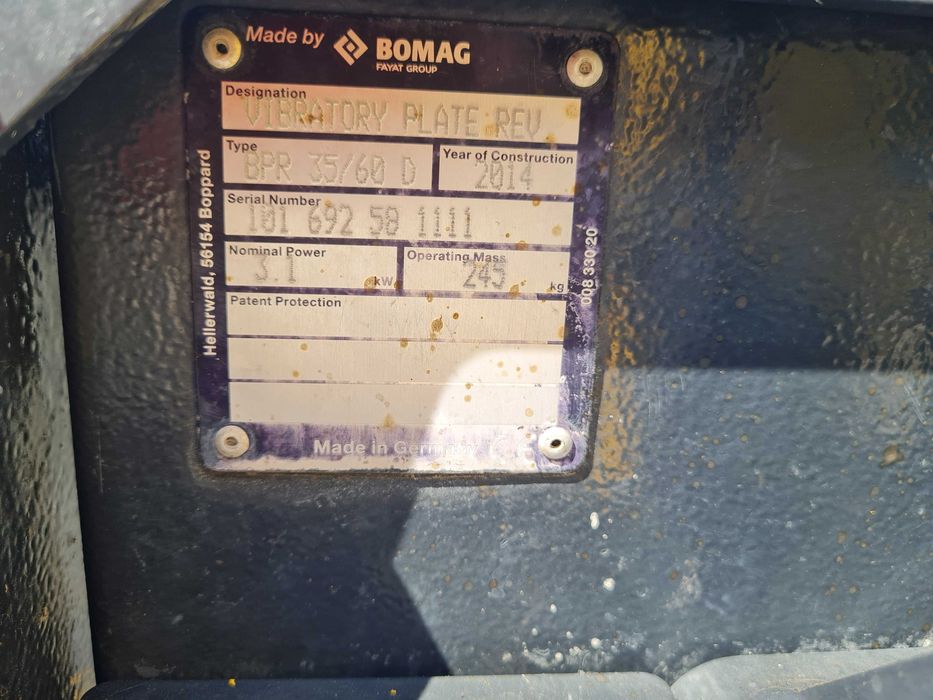 Made by BOMAG
FAYAT GROUP
Designation
VIBRATORY PLATE REV.
Type
BPR 35/60 D
Year of Construction
2014
Serial Number
101 692 58 1111
Nominal Power
3.1 kW
Operating Mass
245 kg
Patent Protection
Made in Germany
Hellerwald, 56154 Boppard
008 330 20